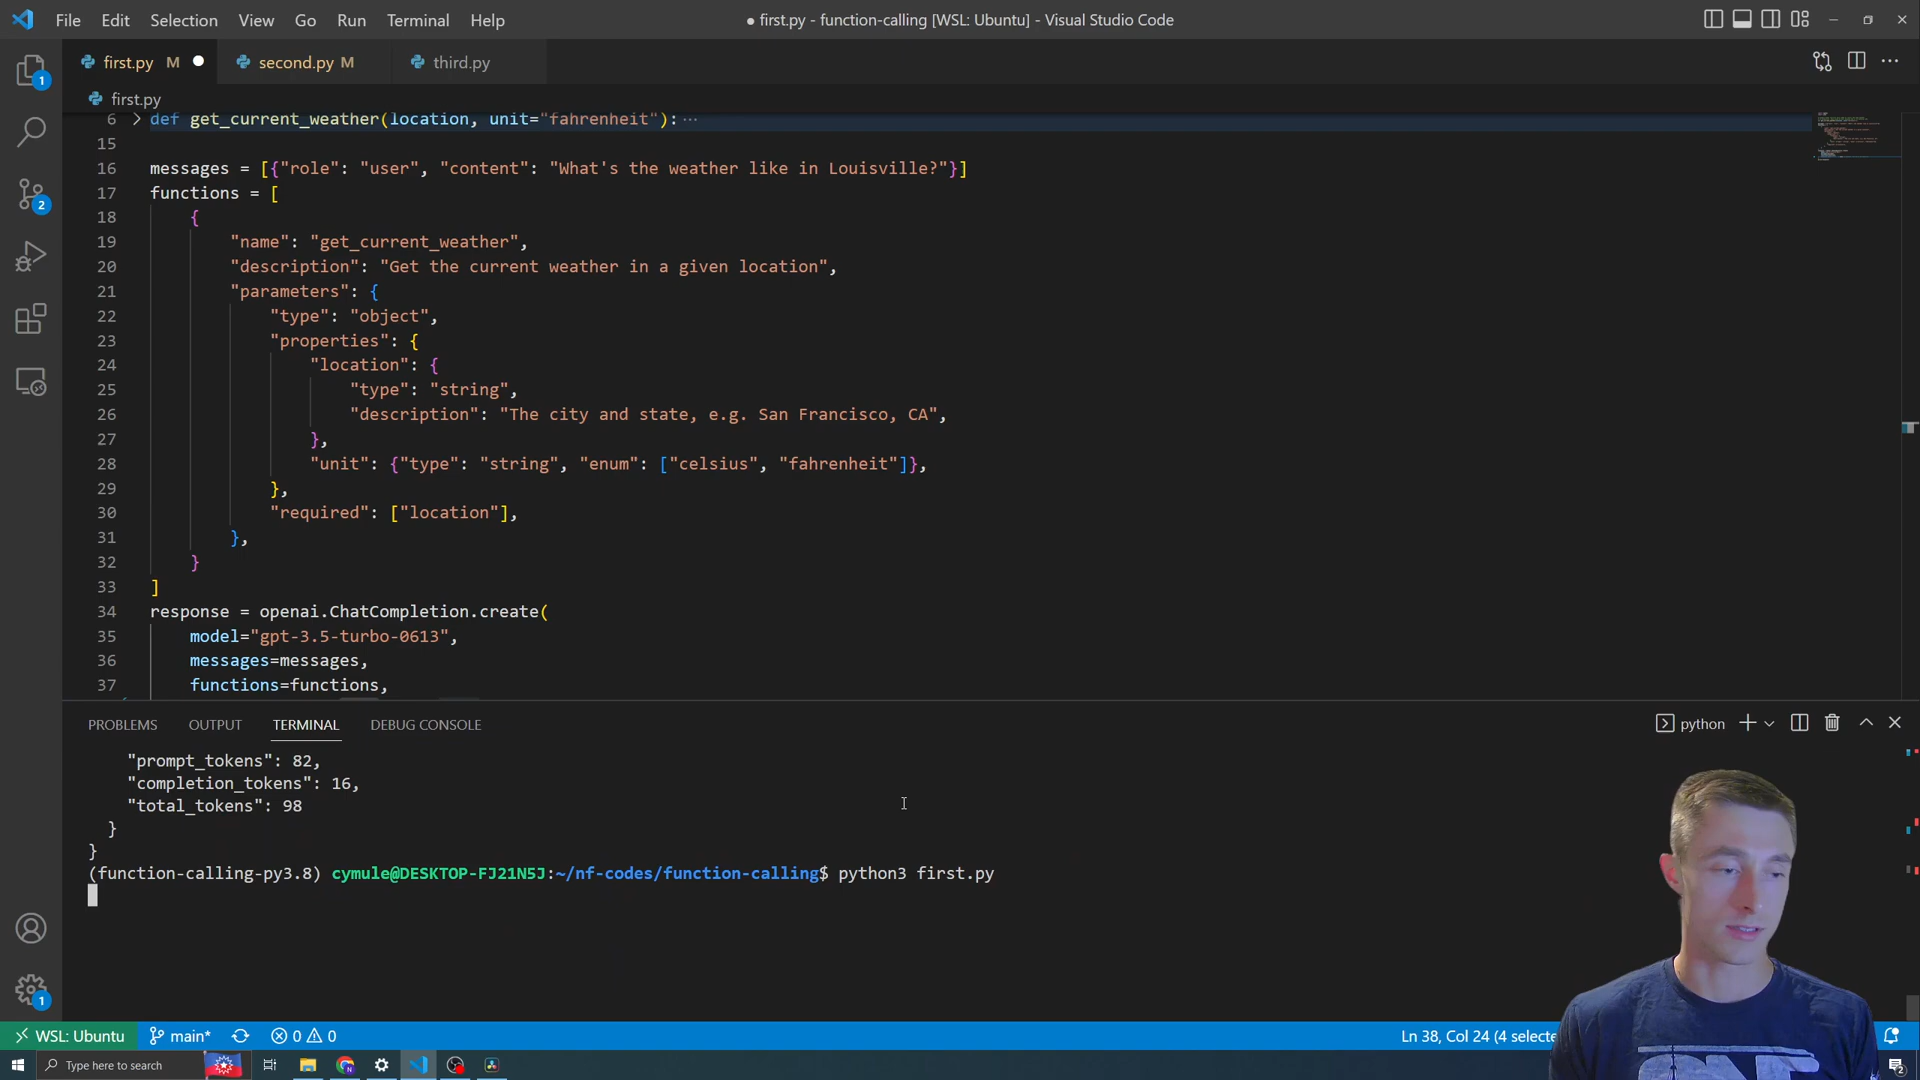 File Edit Selection View Go Run Terminal Help
● first.py - function-calling [WSL: Ubuntu] - Visual Studio Code
first.py M ● second.py M third.py
first.py
6 > def get_current_weather(location, unit="fahrenheit"): ···
15
16 messages = [{"role": "user", "content": "What's the weather like in Louisville?"}]
17 functions = [
18 {
19 "name": "get_current_weather",
20 "description": "Get the current weather in a given location",
21 "parameters": {
22 "type": "object",
23 "properties": {
24 "location": {
25 "type": "string",
26 "description": "The city and state, e.g. San Francisco, CA",
27 },
28 "unit": {"type": "string", "enum": ["celsius", "fahrenheit"]},
29 },
30 "required": ["location"],
31 },
32 }
33 ]
34 response = openai.ChatCompletion.create(
35 model="gpt-3.5-turbo-0613",
36 messages=messages,
37 functions=functions,
PROBLEMS OUTPUT TERMINAL DEBUG CONSOLE
python
"prompt_tokens": 82,
"completion_tokens": 16,
"total_tokens": 98
}
}
(function-calling-py3.8) cymule@DESKTOP-FJ21N5J:~/nf-codes/function-calling$ python3 first.py
1
2
1
WSL: Ubuntu main* 0 0 Ln 38, Col 24 (4 selecte
Type here to search
2